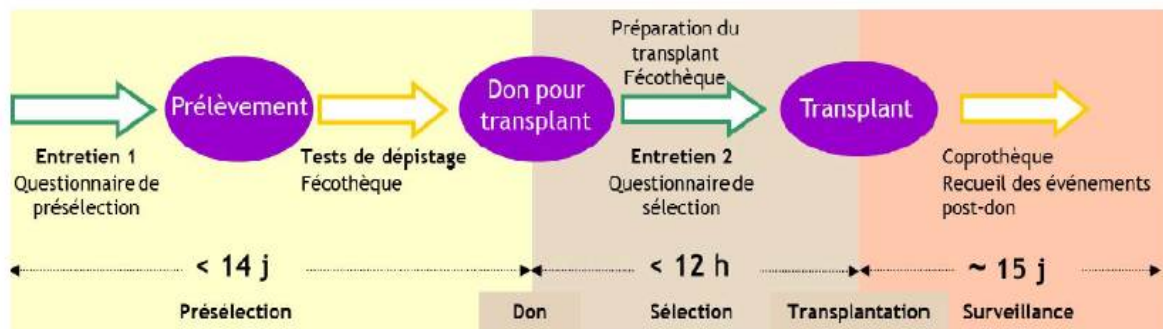 Préparation du
transplant
Fécothèque
Prélèvement
Don pour
transplant
Transplant
Entretien 1
Questionnaire de
présélection
Tests de dépistage
Fécothèque
Entretien 2
Questionnaire de
sélection
Coprothèque
Recueil des événements
post-don
< 14 j
< 12 h
~ 15 j
Présélection
Don
Sélection
Transplantation
Surveillance